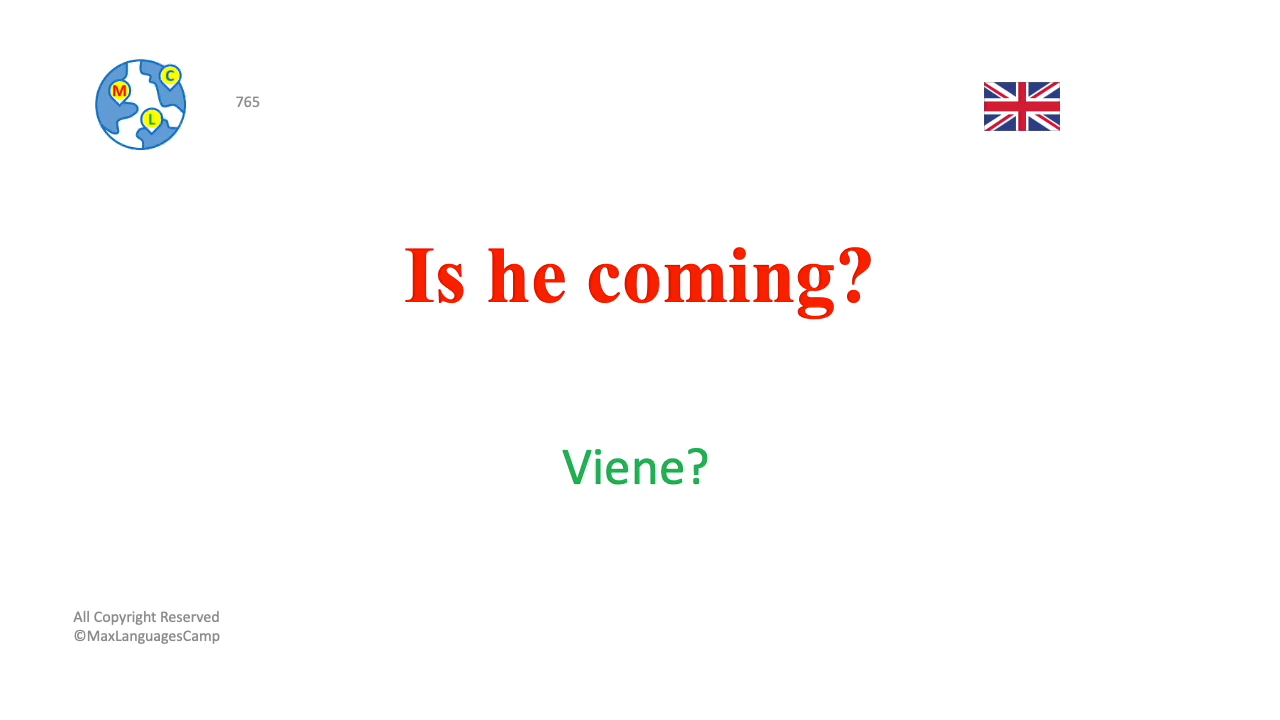 M
C
L
765
Is he coming?
Viene?
All Copyright Reserved
©MaxLanguagesCamp